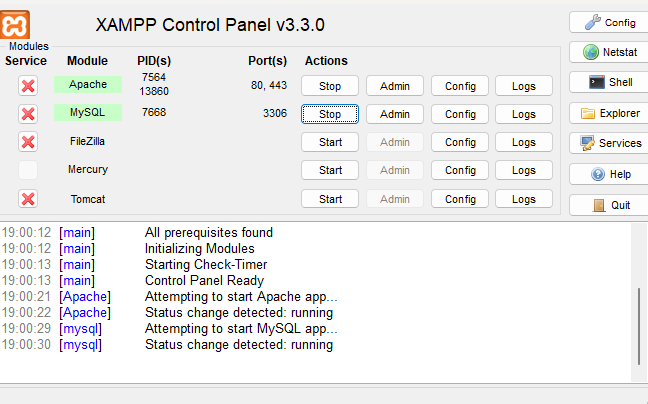 XAMPP Control Panel v3.3.0
Config
Modules
Service Module PID(s) Port(s) Actions
Netstat
Apache 7564 13860 80, 443 Stop Admin Config Logs
Shell
MySQL 7668 3306 Stop Admin Config Logs
Explorer
FileZilla Start Admin Config Logs
Services
Mercury Start Admin Config Logs
Help
Tomcat Start Admin Config Logs
Quit
19:00:12 [main] All prerequisites found
19:00:12 [main] Initializing Modules
19:00:13 [main] Starting Check-Timer
19:00:13 [main] Control Panel Ready
19:00:21 [Apache] Attempting to start Apache app...
19:00:22 [Apache] Status change detected: running
19:00:29 [mysql] Attempting to start MySQL app...
19:00:30 [mysql] Status change detected: running